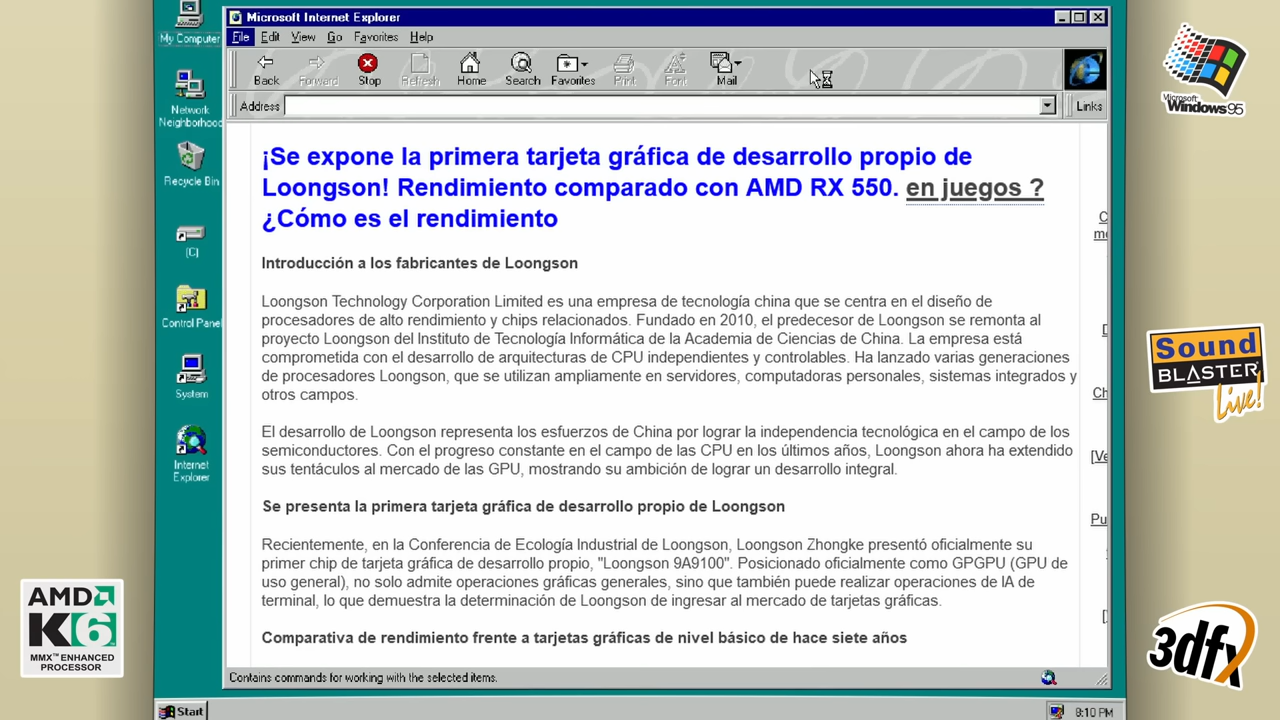 My Computer
Network
Neighborhood
Recycle Bin
(C)
Control Panel
System
Internet
Explorer
Microsoft Internet Explorer
File Edit View Go Favorites Help
Back Forward Stop Refresh Home Search Favorites Print Font Mail
Address
Links
¡Se expone la primera tarjeta gráfica de desarrollo propio de
Loongson! Rendimiento comparado con AMD RX 550. en juegos ?
¿Cómo es el rendimiento
Introducción a los fabricantes de Loongson
Loongson Technology Corporation Limited es una empresa de tecnología china que se centra en el diseño de
procesadores de alto rendimiento y chips relacionados. Fundado en 2010, el predecesor de Loongson se remonta al
proyecto Loongson del Instituto de Tecnología Informática de la Academia de Ciencias de China. La empresa está
comprometida con el desarrollo de arquitecturas de CPU independientes y controlables. Ha lanzado varias generaciones
de procesadores Loongson, que se utilizan ampliamente en servidores, computadoras personales, sistemas integrados y
otros campos.
El desarrollo de Loongson representa los esfuerzos de China por lograr la independencia tecnológica en el campo de los
semiconductores. Con el progreso constante en el campo de las CPU en los últimos años, Loongson ahora ha extendido
sus tentáculos al mercado de las GPU, mostrando su ambición de lograr un desarrollo integral.
Se presenta la primera tarjeta gráfica de desarrollo propio de Loongson
Recientemente, en la Conferencia de Ecología Industrial de Loongson, Loongson Zhongke presentó oficialmente su
primer chip de tarjeta gráfica de desarrollo propio, "Loongson 9A9100". Posicionado oficialmente como GPGPU (GPU de
uso general), no solo admite operaciones gráficas generales, sino que también puede realizar operaciones de IA de
terminal, lo que demuestra la determinación de Loongson de ingresar al mercado de tarjetas gráficas.
Comparativa de rendimiento frente a tarjetas gráficas de nivel básico de hace siete años
Contains commands for working with the selected items.
Start
8:10 PM
Microsoft
Windows 95
Sound
BLASTER
Live!
3dfx
AMD
K6
MMX™ ENHANCED
PROCESSOR